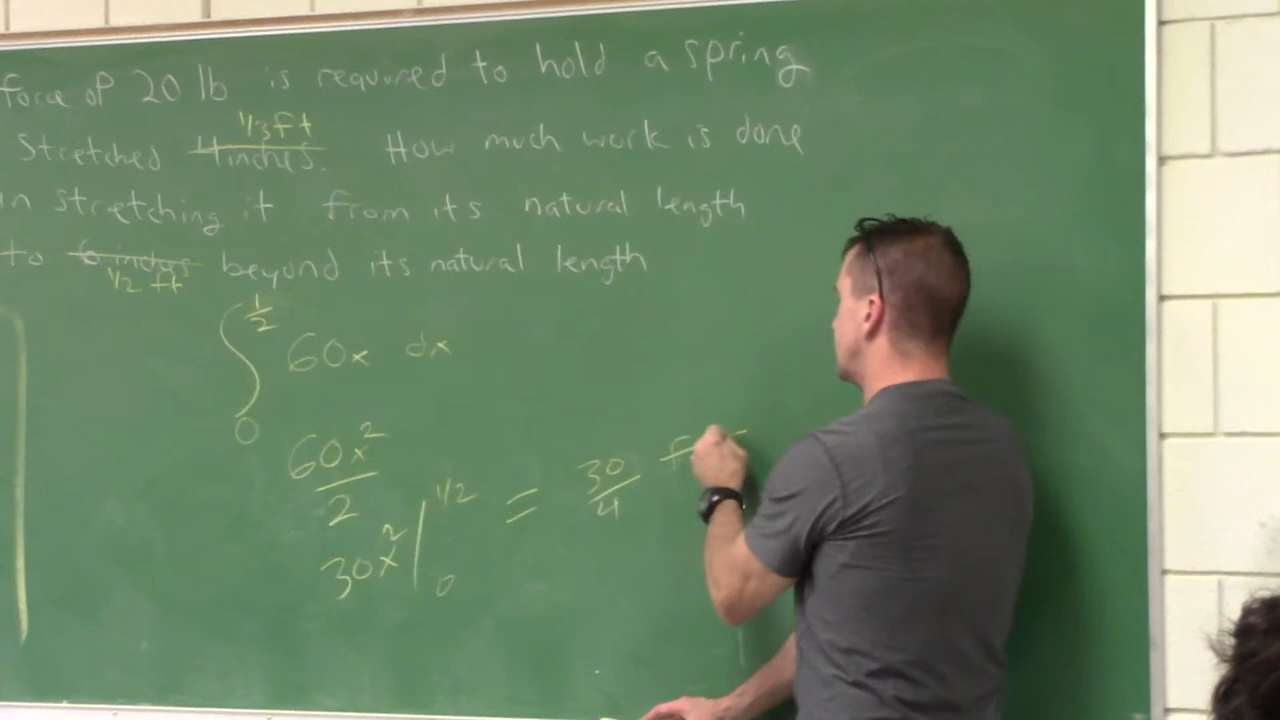 force of 20 lb is required to hold a spring
1/3 ft
Stretched 4inches. How much work is done
in stretching it from its natural length
to 6 inches beyond its natural length
1/2 ft
∫ 0 1/2 60x dx
60x² / 2
30x² | 0 1/2 = 30/4